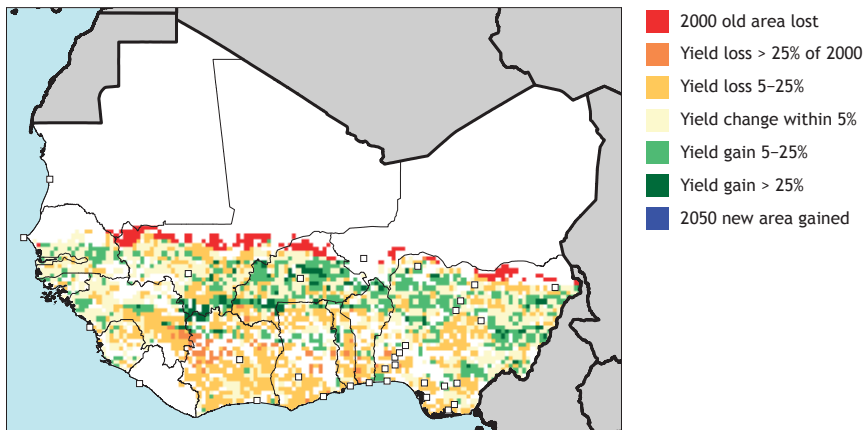 2000 old area lost
Yield loss > 25% of 2000
Yield loss 5–25%
Yield change within 5%
Yield gain 5–25%
Yield gain > 25%
2050 new area gained